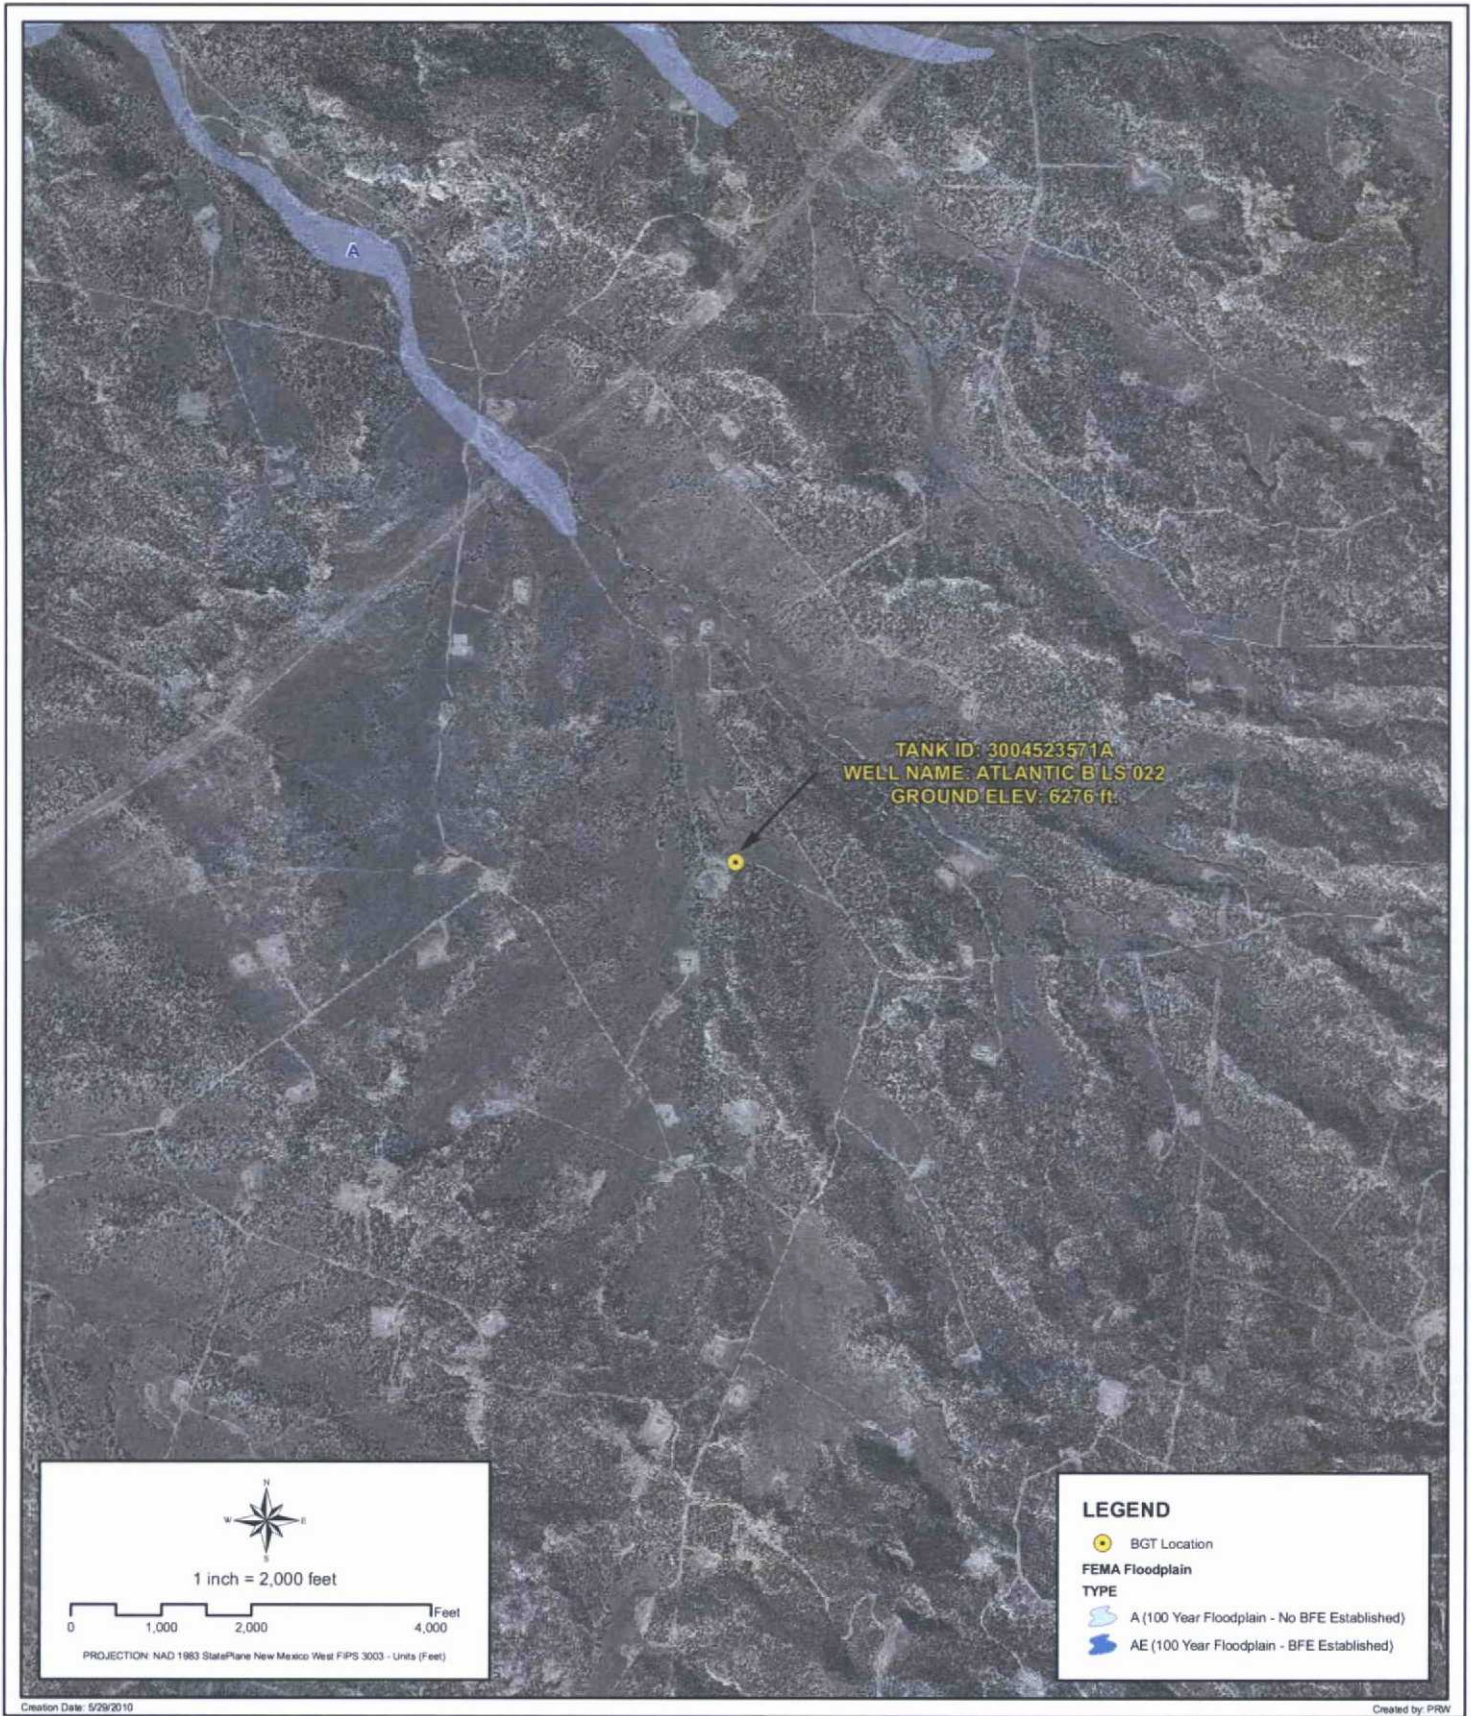 A
TANK ID: 3004523571A
WELL NAME: ATLANTIC B LS 022
GROUND ELEV: 6276 ft.
N
W E
S
1 inch = 2,000 feet
Feet
0 1,000 2,000 4,000
PROJECTION: NAD 1983 StatePlane New Mexico West FIPS 3003 - Units (Feet)
LEGEND
BGT Location
FEMA Floodplain
TYPE
A (100 Year Floodplain - No BFE Established)
AE (100 Year Floodplain - BFE Established)
Creation Date: 5/29/2010
Created by: PRW